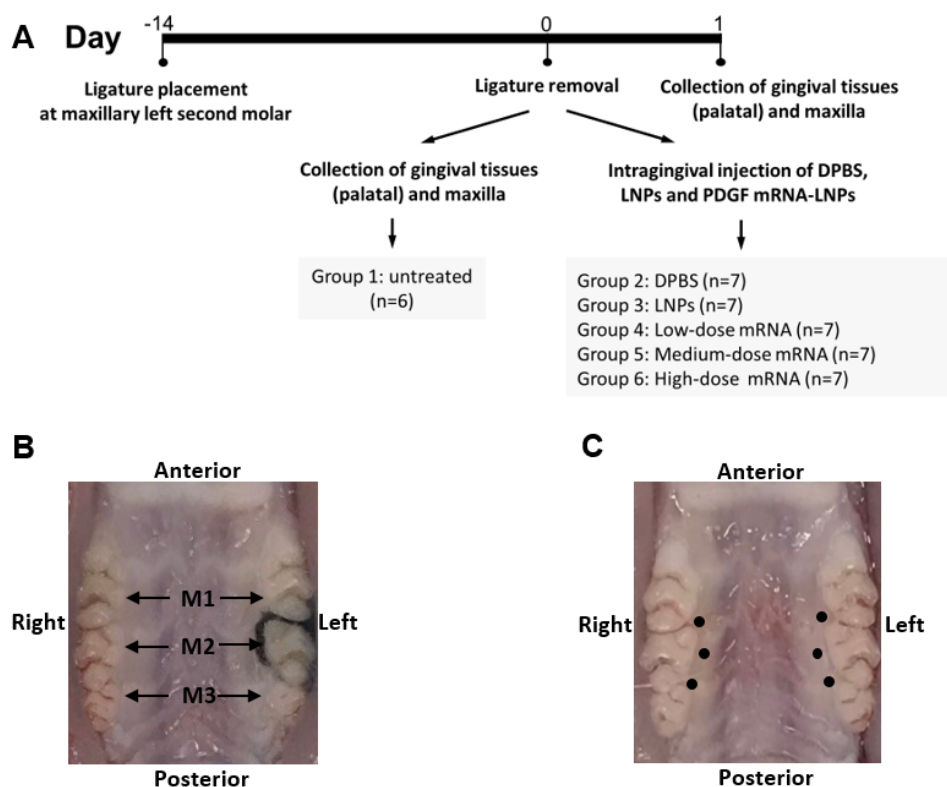 A Day -14 0 1
Ligature placement
at maxillary left second molar
Ligature removal
Collection of gingival tissues
(palatal) and maxilla
Collection of gingival tissues
(palatal) and maxilla
Intragingival injection of DPBS,
LNPs and PDGF mRNA-LNPs
Group 1: untreated
(n=6)
Group 2: DPBS (n=7)
Group 3: LNPs (n=7)
Group 4: Low-dose mRNA (n=7)
Group 5: Medium-dose mRNA (n=7)
Group 6: High-dose mRNA (n=7)
B
Anterior
M1
Right
Left
M2
M3
Posterior
C
Anterior
Right
Left
Posterior